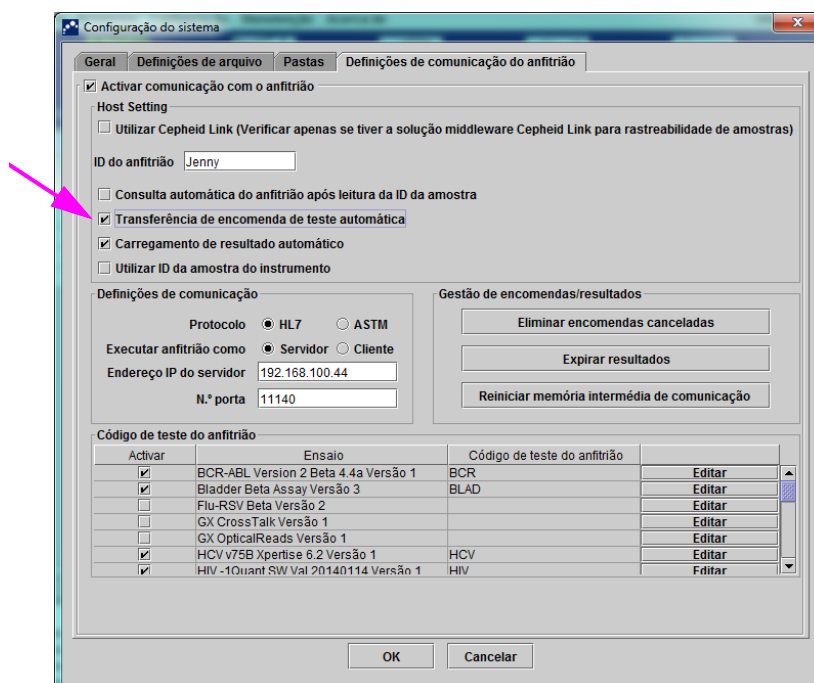 Configuração do sistema
Geral Definições de arquivo Pastas Definições de comunicação do anfitrião
Activar comunicação com o anfitrião
Host Setting
Utilizar Cepheid Link (Verificar apenas se tiver a solução middleware Cepheid Link para rastreabilidade de amostras)
ID do anfitrião Jenny
Consulta automática do anfitrião após leitura da ID da amostra
Transferência de encomenda de teste automática
Carregamento de resultado automático
Utilizar ID da amostra do instrumento
Definições de comunicação
Protocolo HL7 ASTM
Executar anfitrião como Servidor Cliente
Endereço IP do servidor 192.168.100.44
N.º porta 11140
Gestão de encomendas/resultados
Eliminar encomendas canceladas
Expirar resultados
Reiniciar memória intermédia de comunicação
Código de teste do anfitrião
Activar Ensaio Código de teste do anfitrião
BCR-ABL Version 2 Beta 4.4a Versão 1 BCR Editar
Bladder Beta Assay Versão 3 BLAD Editar
Flu-RSV Beta Versão 2 Editar
GX CrossTalk Versão 1 Editar
GX OpticalReads Versão 1 Editar
HCV v75B Xpertise 6.2 Versão 1 HCV Editar
HIV -1Quant SW Val 20140114 Versão 1 HIV Editar
OK Cancelar